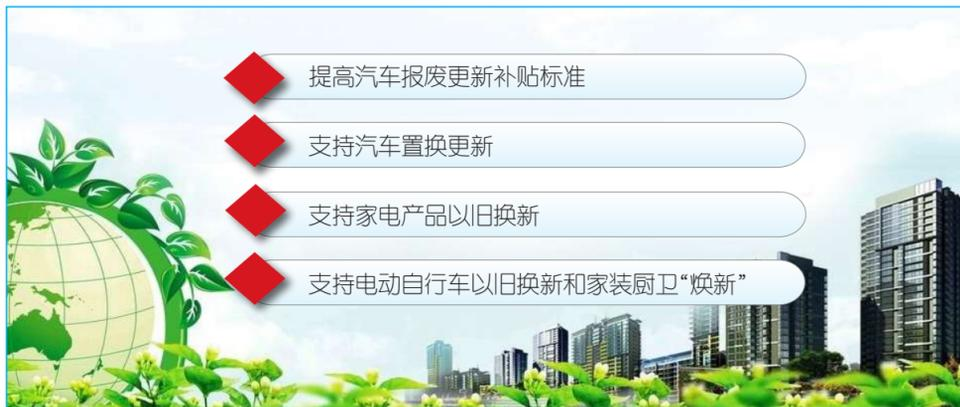 提高汽车报废更新补贴标准
支持汽车置换更新
支持家电产品以旧换新
支持电动自行车以旧换新和家装厨卫“焕新”